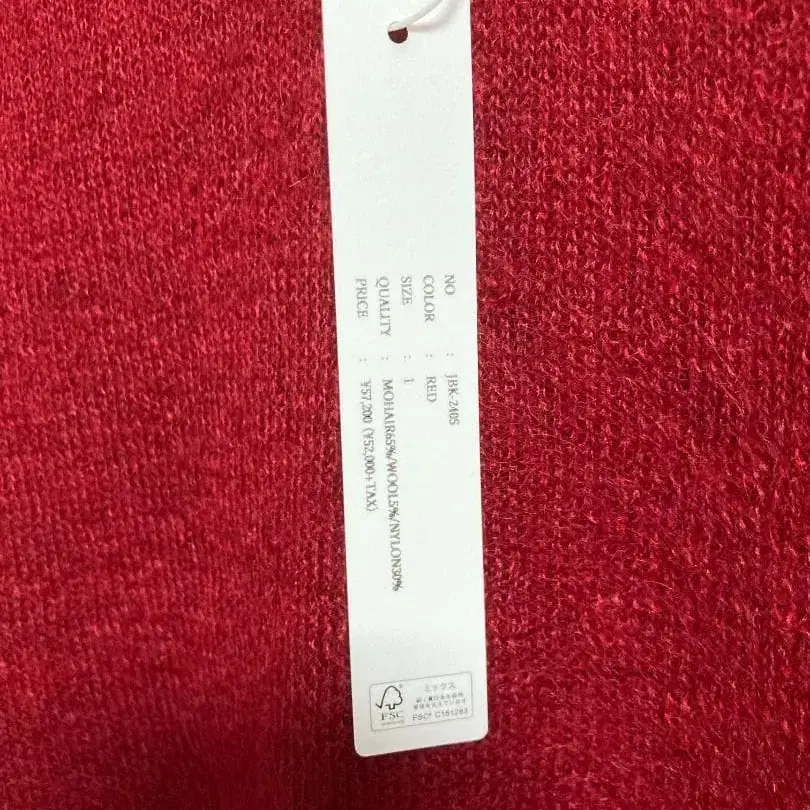 NO : JBK-240S
COLOR : RED
SIZE : 1
QUALITY : MOHAIR65%/WOOL5%/NYLON30%
PRICE : ¥57,200 (¥52,000+TAX)
FSC
ミックス
FSC® C161263